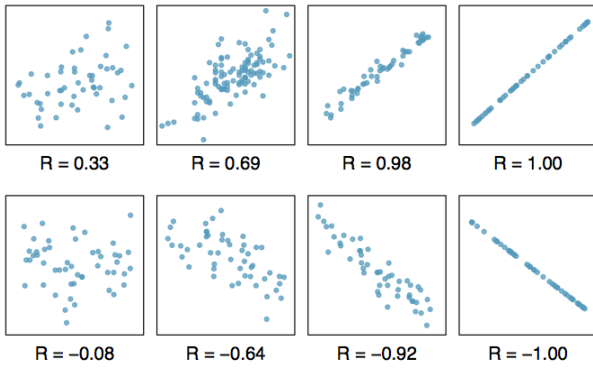 R = 0.33 R = 0.69 R = 0.98 R = 1.00
R = −0.08 R = −0.64 R = −0.92 R = −1.00